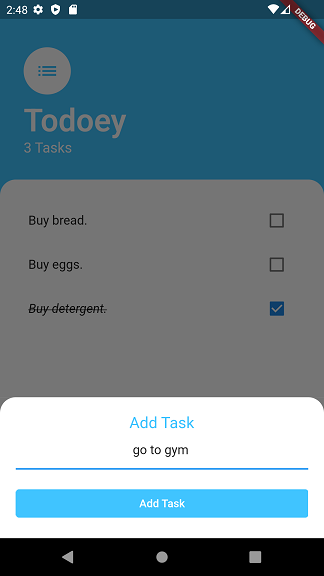 2:48
DEBUG
Todoey
3 Tasks
Buy bread.
Buy eggs.
Buy detergent.
Add Task
go to gym
Add Task